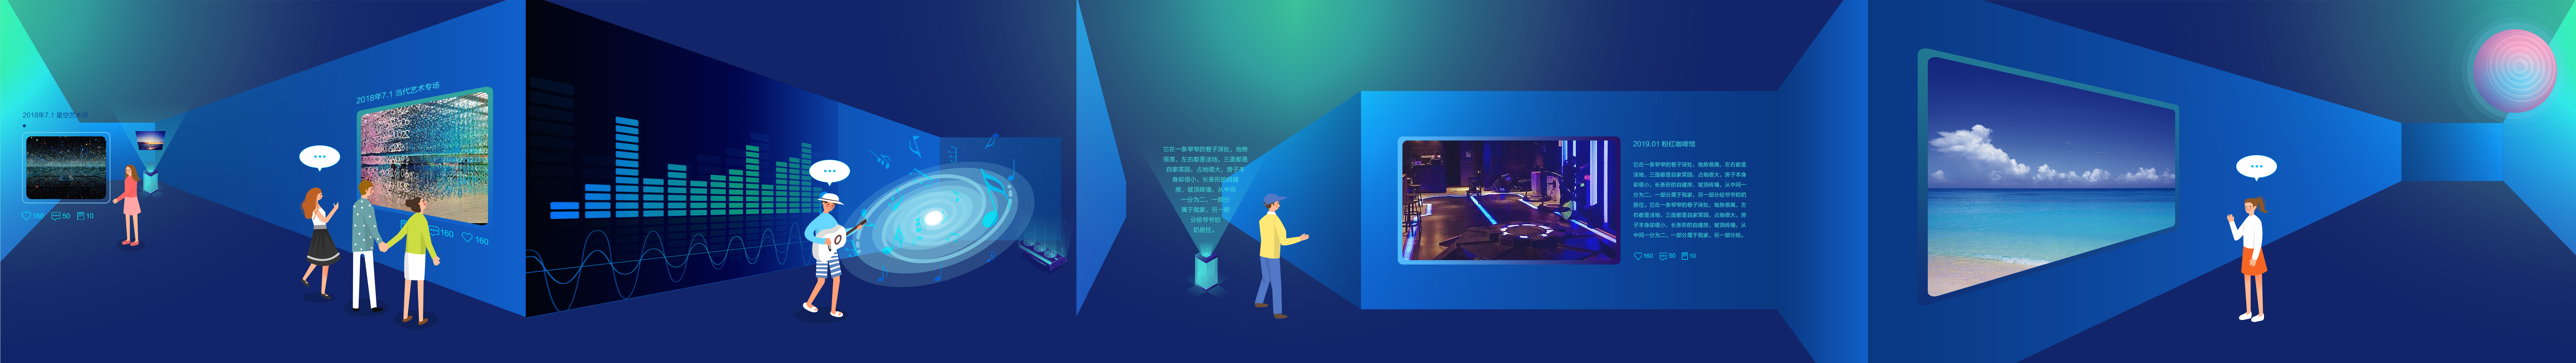 2018年7.1 星空艺术展
160 50 10
2018年7.1 当代艺术专场
160 160
它在一条窄窄的巷子深处，地势
很高，左右都是洼地，三面都是
自家菜园，占地很大，房子本
身却很小，长条形的自建
房，坡顶砖墙，从中间
一分为二，一部分
属于我家，另一部
分给爷爷奶
奶居住。
2019.01 粉红咖啡馆
它在一条窄窄的巷子深处，地势很高，左右都是
洼地，三面都是自家菜园，占地很大，房子本身
却很小，长条形的自建房，坡顶砖墙，从中间一
分为二，一部分属于我家，另一部分给爷爷奶奶
居住。它在一条窄窄的巷子深处，地势很高，左
右都是洼地，三面都是自家菜园，占地很大，房
子本身却很小，长条形的自建房，坡顶砖墙，从
中间一分为二，一部分属于我家，另一部分给。
160 50 10